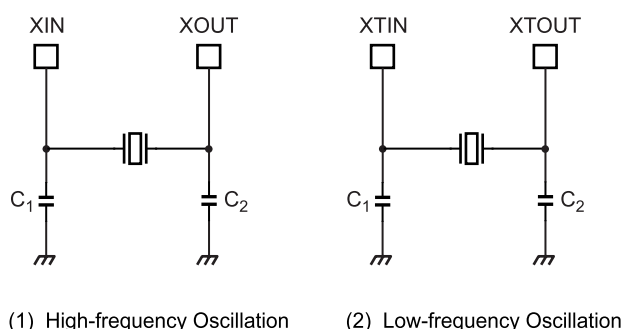 XIN XOUT XTIN XTOUT
C1 C2 C1 C2
(1) High-frequency Oscillation (2) Low-frequency Oscillation